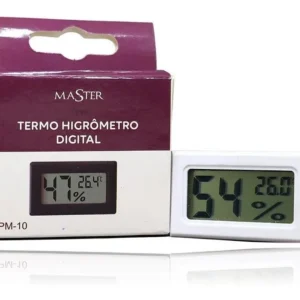 MASTER
TERMO HIGRÔMETRO
DIGITAL
47% 26.4°
PM-10
54% 26.0°